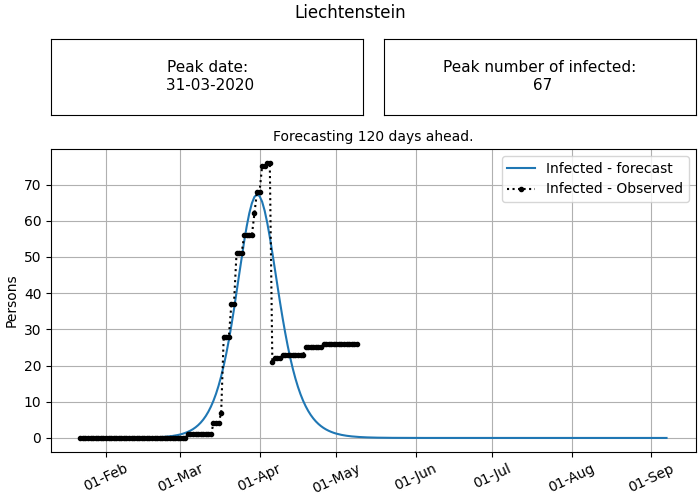 Liechtenstein
Peak date:
31-03-2020
Peak number of infected:
67
Forecasting 120 days ahead.
Infected - forecast
Infected - Observed
Persons
70
60
50
40
30
20
10
0
01-Feb
01-Mar
01-Apr
01-May
01-Jun
01-Jul
01-Aug
01-Sep